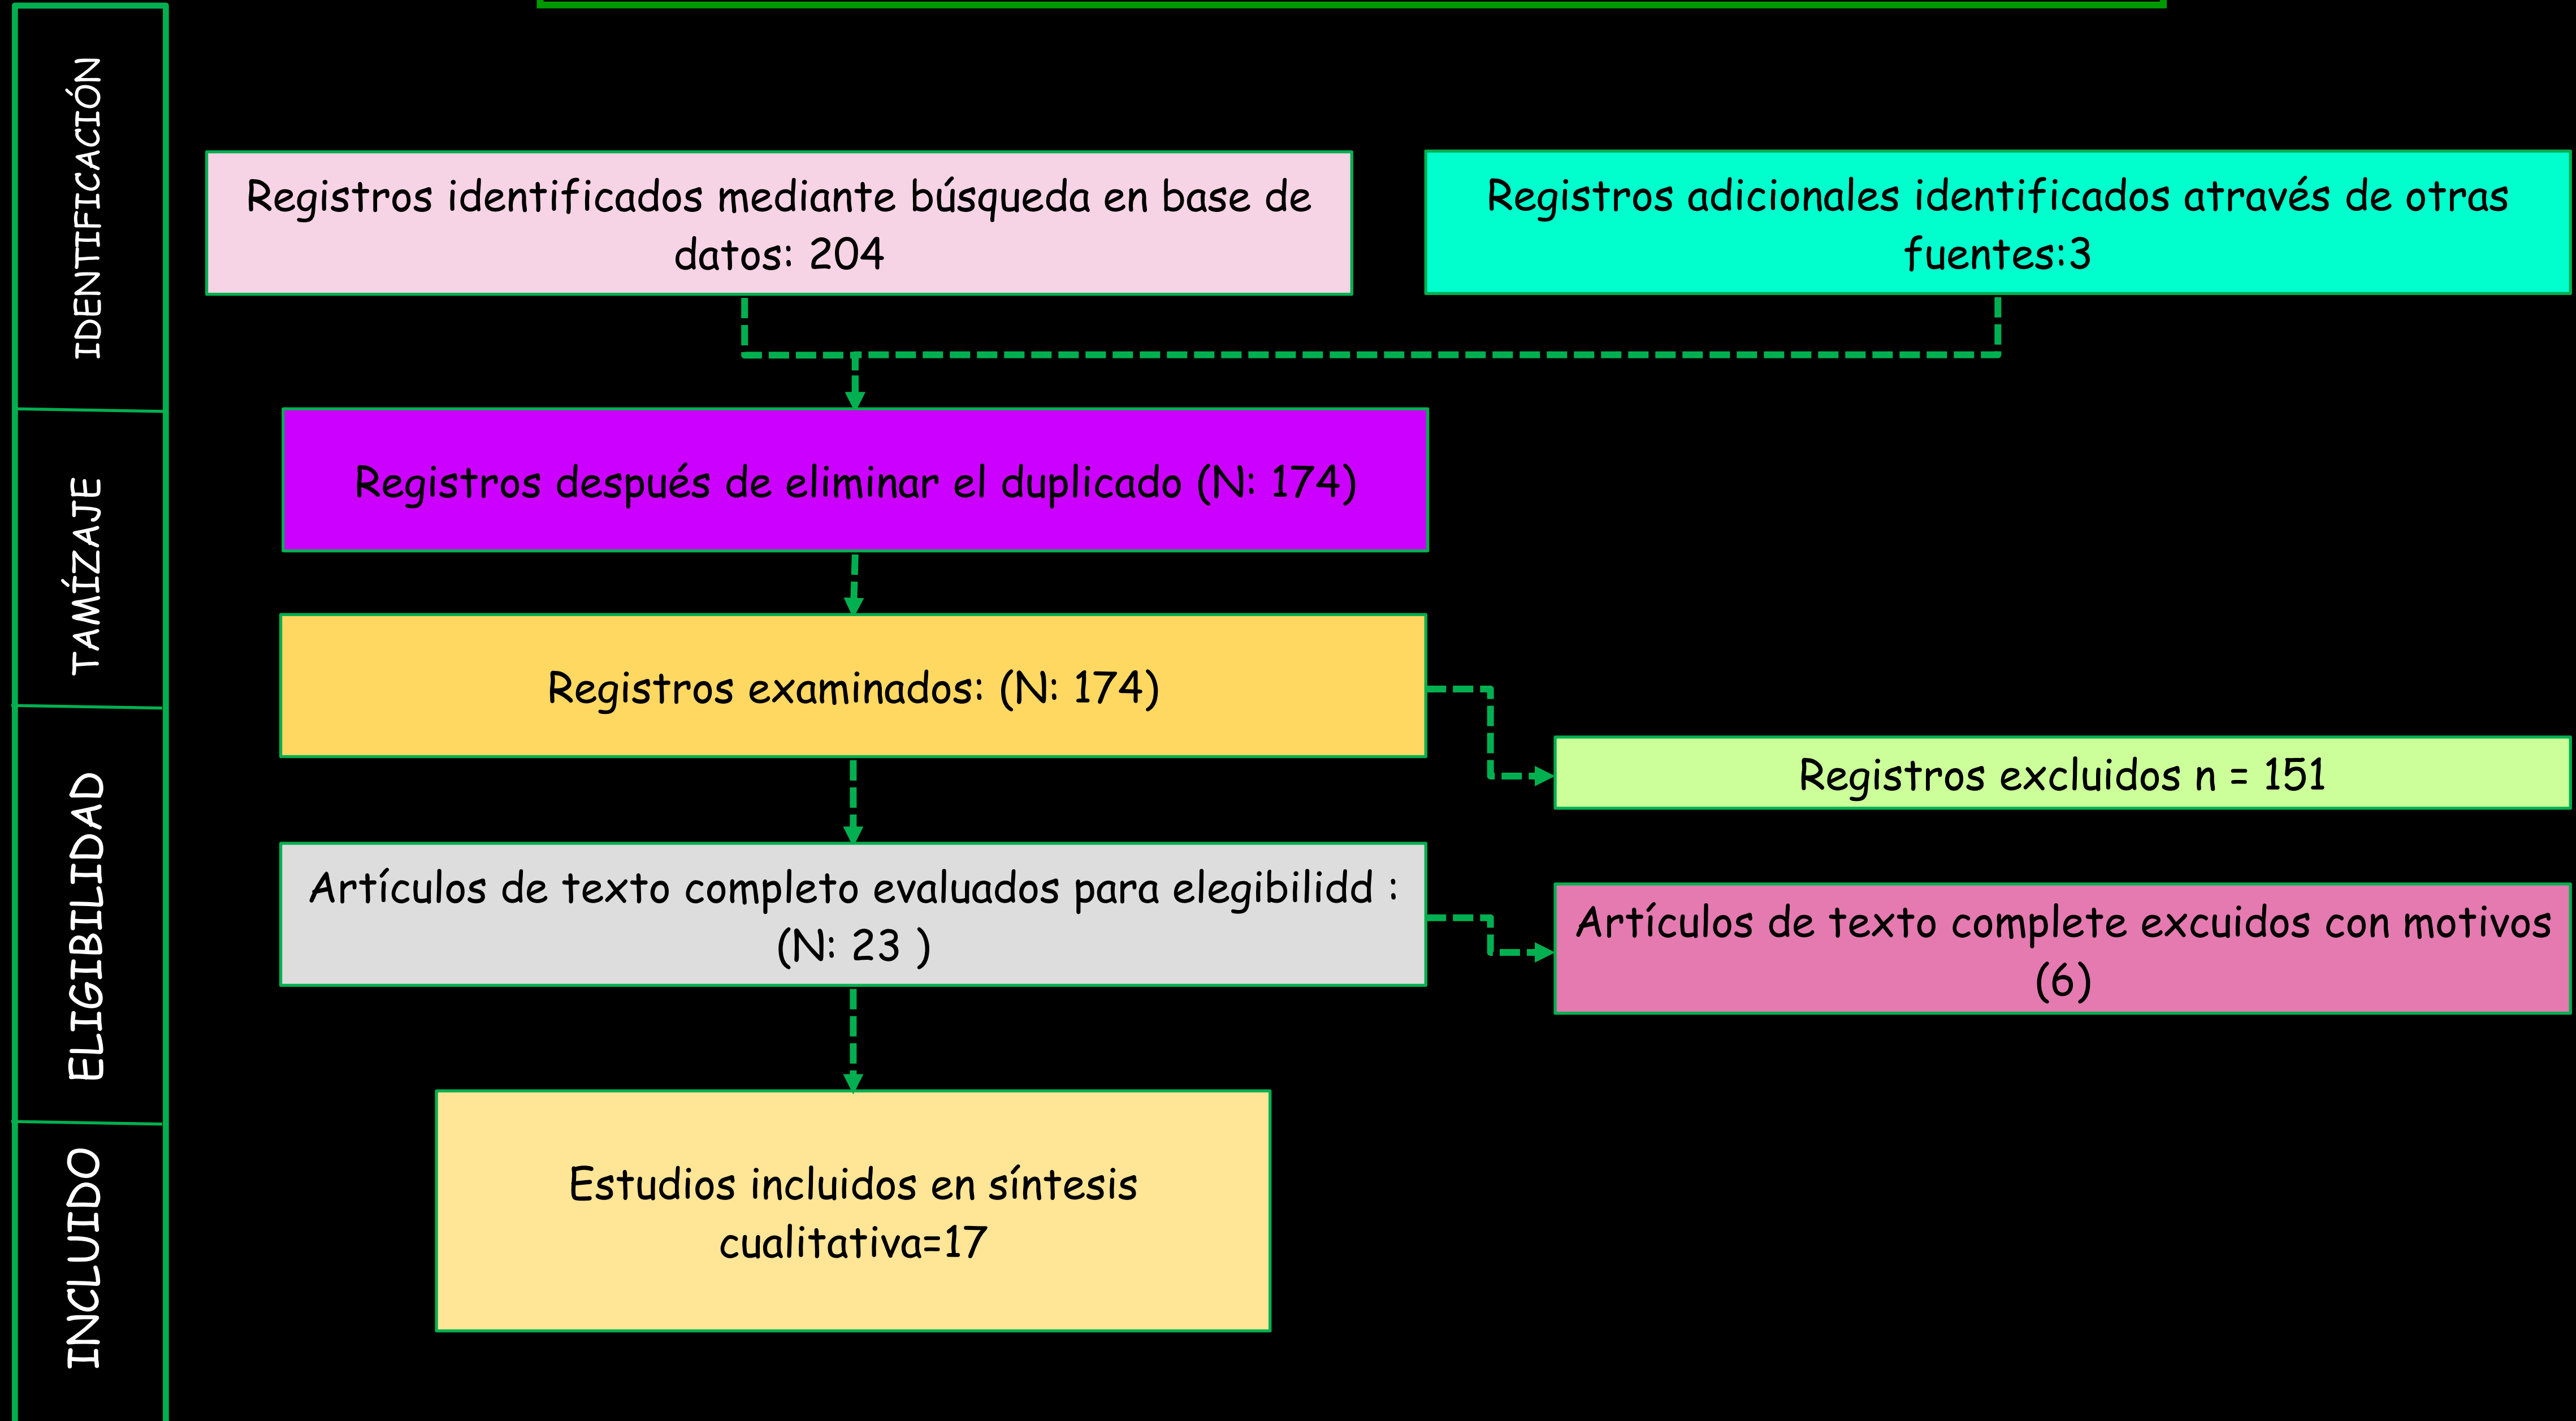 IDENTIFICACIÓN
Registros identificados mediante búsqueda en base de
datos: 204
Registros adicionales identificados através de otras
fuentes:3
TAMÍZAJE
Registros después de eliminar el duplicado (N: 174)
Registros examinados: (N: 174)
Registros excluidos n = 151
ELIGIBILIDAD
Artículos de texto completo evaluados para elegibilidd :
(N: 23 )
Artículos de texto complete excuidos con motivos
(6)
INCLUIDO
Estudios incluidos en síntesis
cualitativa=17